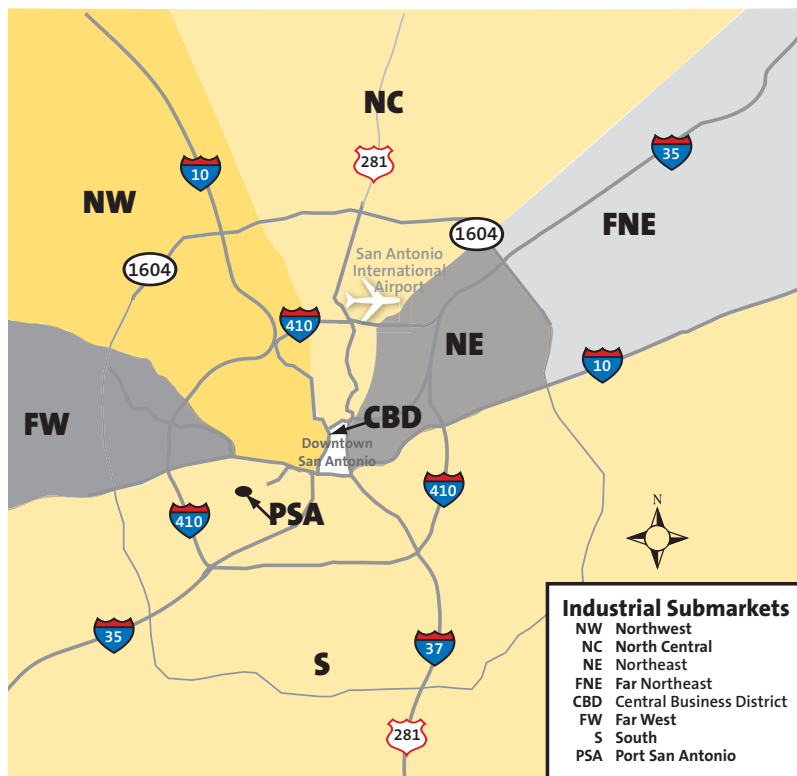 NC
281
35
10
NW
FNE
1604
1604
San Antonio
International
Airport
410
NE
10
FW
CBD
Downtown
San Antonio
410
PSA
410
N
35
S
37
281
Industrial Submarkets
NW Northwest
NC North Central
NE Northeast
FNE Far Northeast
CBD Central Business District
FW Far West
S South
PSA Port San Antonio